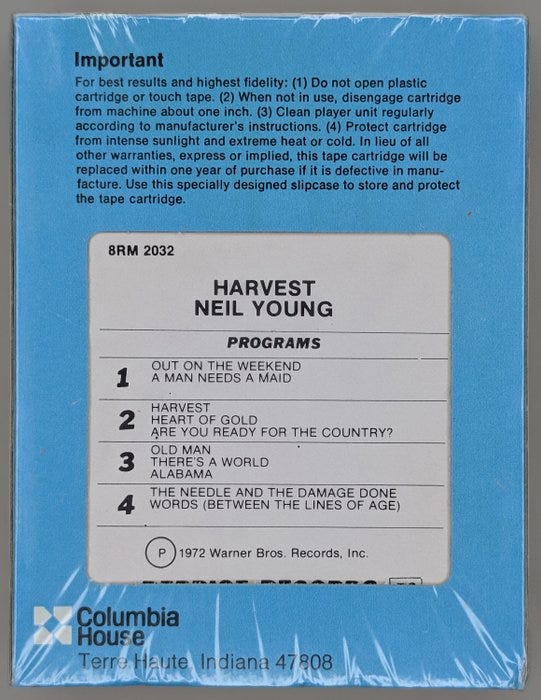 Important
For best results and highest fidelity: (1) Do not open plastic
cartridge or touch tape. (2) When not in use, disengage cartridge
from machine about one inch. (3) Clean player unit regularly
according to manufacturer's instructions. (4) Protect cartridge
from intense sunlight and extreme heat or cold. In lieu of all
other warranties, express or implied, this tape cartridge will be
replaced within one year of purchase if it is defective in manu-
facture. Use this specially designed slipcase to store and protect
the tape cartridge.
8RM 2032
HARVEST
NEIL YOUNG
PROGRAMS
1 OUT ON THE WEEKEND
A MAN NEEDS A MAID
2 HARVEST
HEART OF GOLD
ARE YOU READY FOR THE COUNTRY?
3 OLD MAN
THERE'S A WORLD
ALABAMA
4 THE NEEDLE AND THE DAMAGE DONE
WORDS (BETWEEN THE LINES OF AGE)
P 1972 Warner Bros. Records, Inc.
Columbia
House
Terre Haute, Indiana 47808